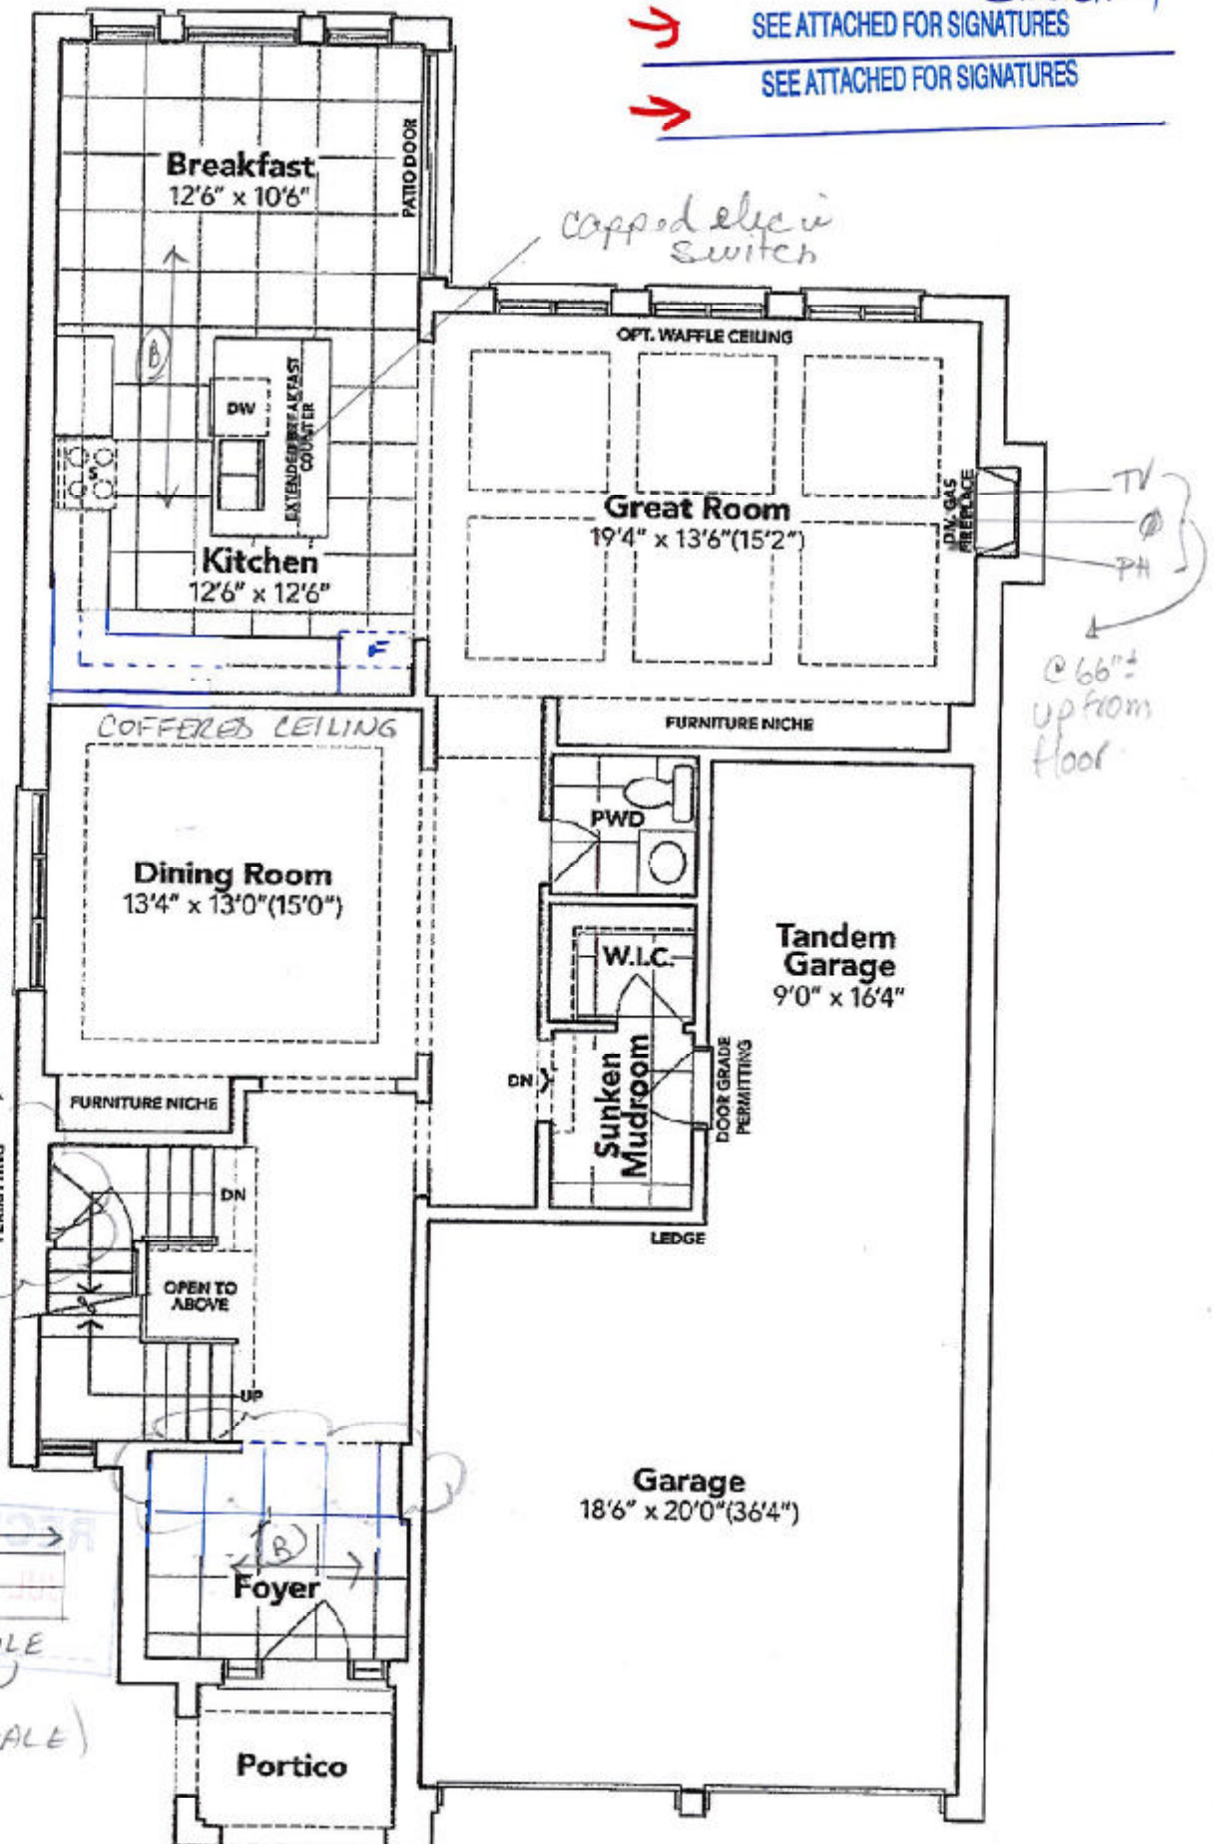 SEE ATTACHED FOR SIGNATURES
SEE ATTACHED FOR SIGNATURES
Breakfast
12'6" x 10'6"
PATIO DOOR
capped elec
switch
OPT. WAFFLE CEILING
B
DW
EXTENDED BREAKFAST
COUNTER
S
Great Room
19'4" x 13'6"(15'2")
D.V. GAS
FIREPLACE
TV
PH
@ 66"±
up from
floor
Kitchen
12'6" x 12'6"
F
FURNITURE NICHE
COFFERED CEILING
PWD
Dining Room
13'4" x 13'0"(15'0")
W.I.C.
Tandem
Garage
9'0" x 16'4"
Sunken
Mudroom
DN
DOOR GRADE
PERMITTING
FURNITURE NICHE
DN
LEDGE
OPEN TO
ABOVE
UP
Garage
18'6" x 20'0"(36'4")
B
Foyer
Portico